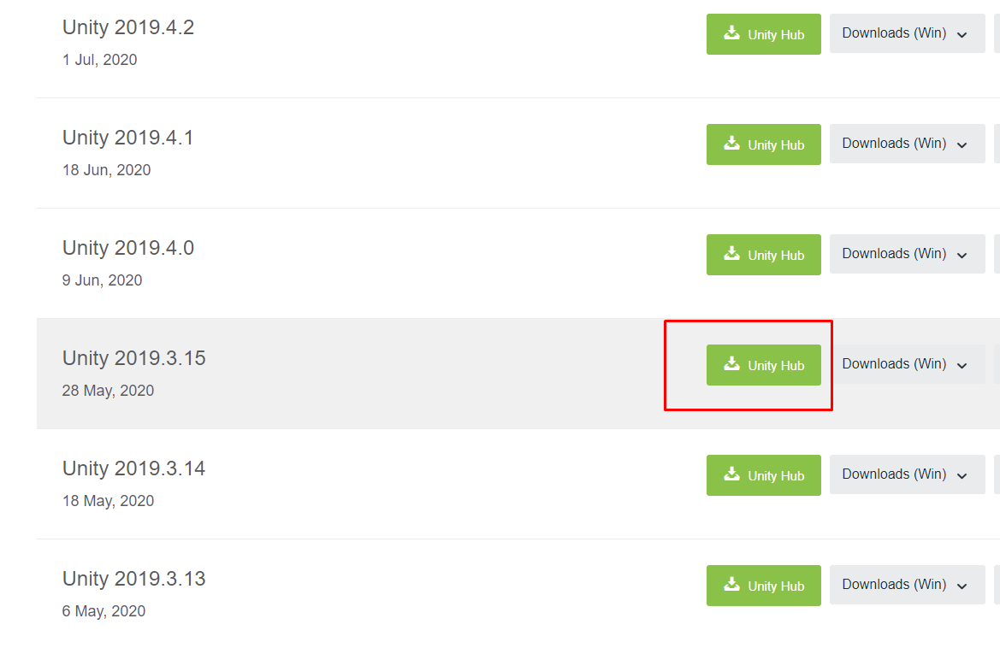 Unity 2019.4.2
Unity Hub
Downloads (Win)
1 Jul, 2020
Unity 2019.4.1
Unity Hub
Downloads (Win)
18 Jun, 2020
Unity 2019.4.0
Unity Hub
Downloads (Win)
9 Jun, 2020
Unity 2019.3.15
Unity Hub
Downloads (Win)
28 May, 2020
Unity 2019.3.14
Unity Hub
Downloads (Win)
18 May, 2020
Unity 2019.3.13
Unity Hub
Downloads (Win)
6 May, 2020